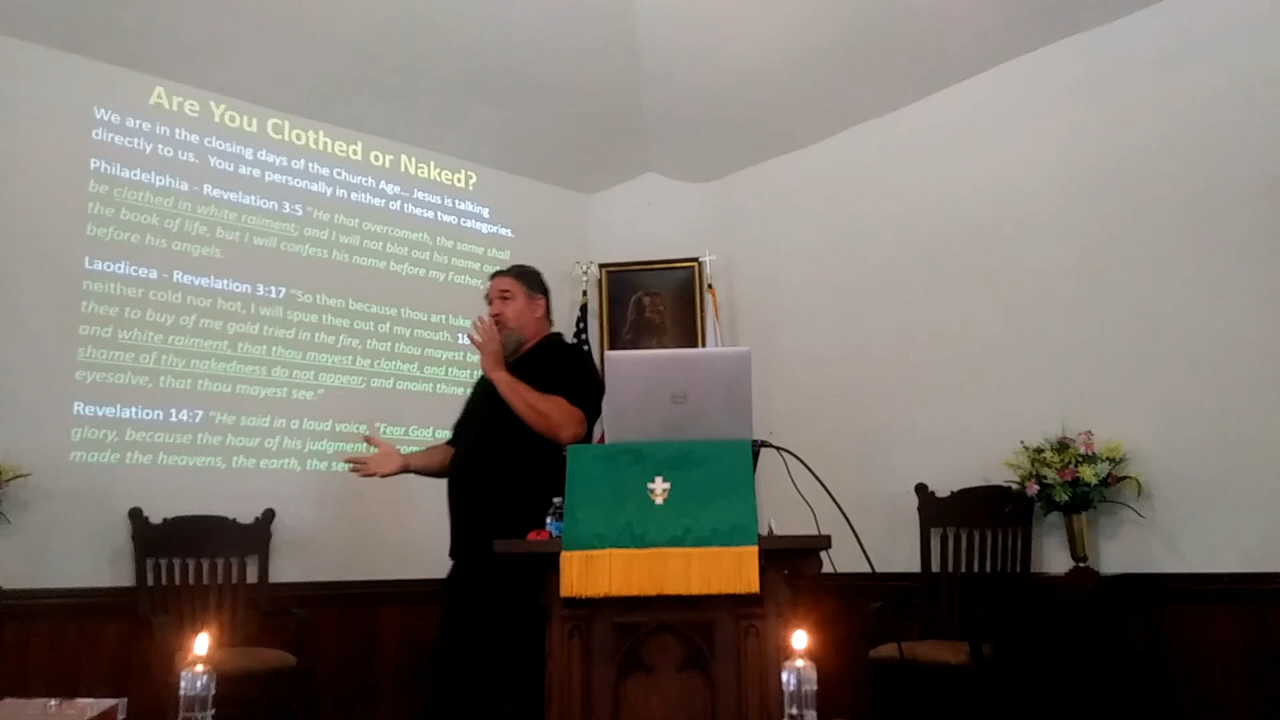 Are You Clothed or Naked?
We are in the closing days of the Church Age... Jesus is talking
directly to us. You are personally in either of these two categories.
Philadelphia - Revelation 3:5 "He that overcometh, the same shall
be clothed in white raiment; and I will not blot out his name
the book of life, but I will confess his name before my Father,
before his angels.
Laodicea - Revelation 3:17 "So then because thou art
neither cold nor hot, I will spue thee out of my mouth. 18
thee to buy of me gold tried in the fire, that thou mayest
and white raiment, that thou mayest be clothed, and that
shame of thy nakedness do not appear; and anoint thine
eyesalve, that thou mayest see."
Revelation 14:7 "He said in a loud voice, "Fear God
glory, because the hour of his judgment
made the heavens, the earth, the